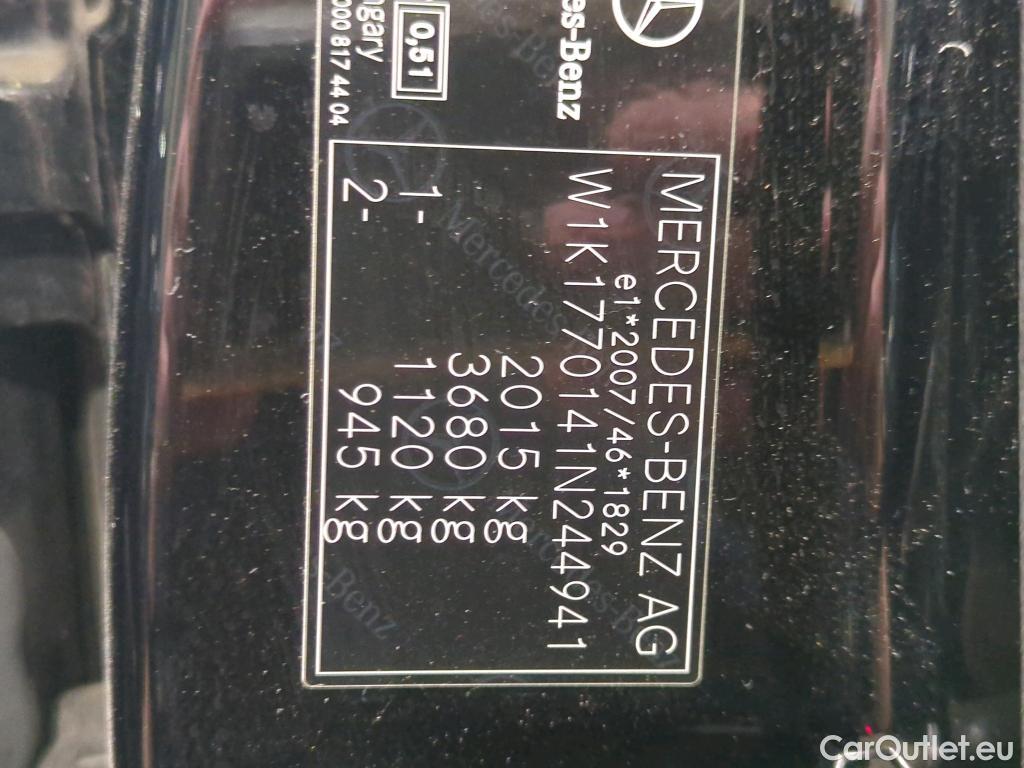 es-Benz
0,51
ngary
000 817 44 04
MERCEDES-BENZ AG
e1*2007/46*1829
W1K1770141N244941
2015 kg
3680 kg
1- 1120 kg
2- 945 kg
CarOutlet.eu